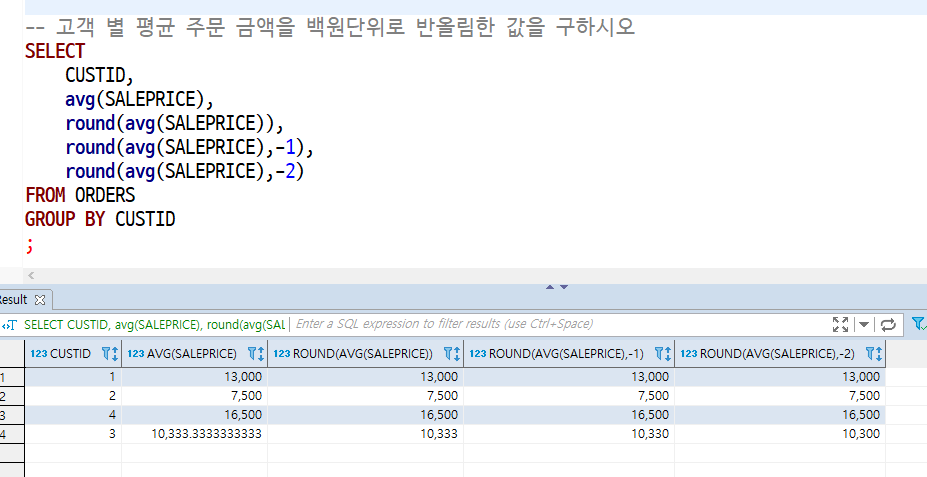 -- 고객 별 평균 주문 금액을 백원단위로 반올림한 값을 구하시오
SELECT
CUSTID,
avg(SALEPRICE),
round(avg(SALEPRICE)),
round(avg(SALEPRICE),-1),
round(avg(SALEPRICE),-2)
FROM ORDERS
GROUP BY CUSTID
;
Result
SELECT CUSTID, avg(SALEPRICE), round(avg(SAL Enter a SQL expression to filter results (use Ctrl+Space)
123 CUSTID 123 AVG(SALEPRICE) 123 ROUND(AVG(SALEPRICE)) 123 ROUND(AVG(SALEPRICE),-1) 123 ROUND(AVG(SALEPRICE),-2)
1 1 13,000 13,000 13,000 13,000
2 2 7,500 7,500 7,500 7,500
3 4 16,500 16,500 16,500 16,500
4 3 10,333.3333333333 10,333 10,330 10,300